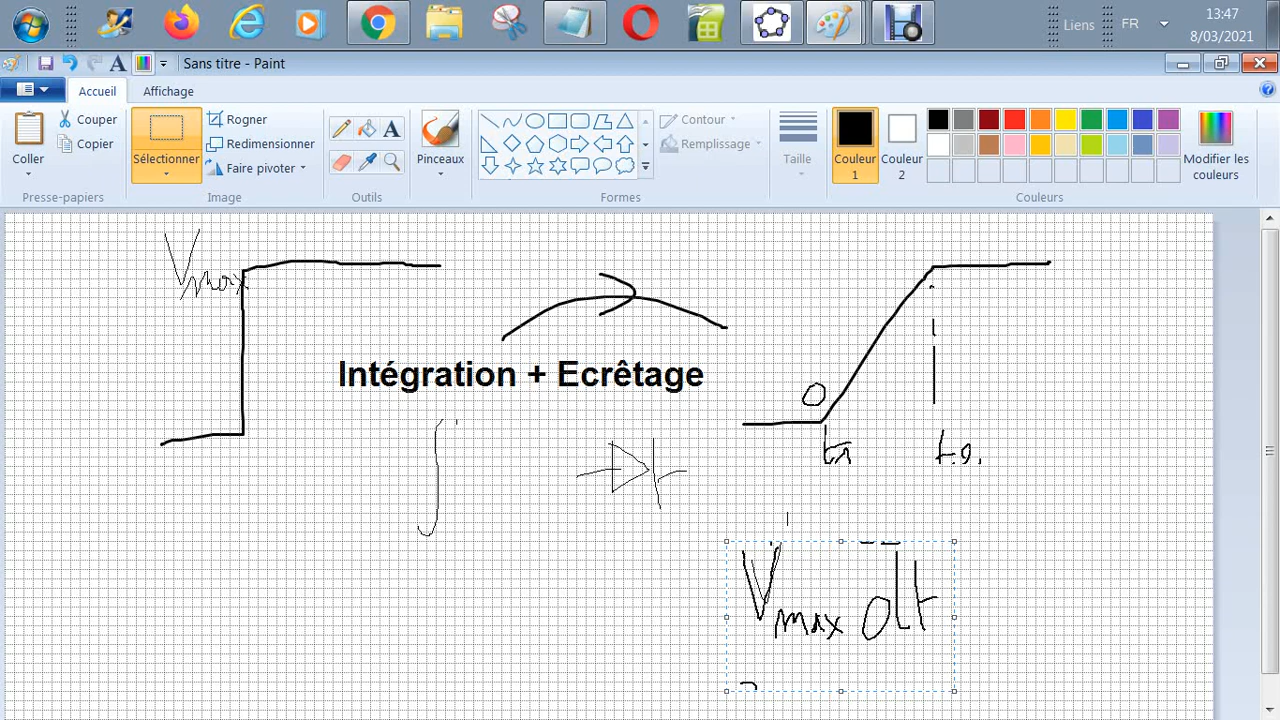 13:47
Liens FR
8/03/2021
Sans titre - Paint
Accueil Affichage
Coller
Couper
Copier
Presse-papiers
Sélectionner
Rogner
Redimensionner
Faire pivoter
Image
Outils
Pinceaux
Contour
Remplissage
Formes
Taille
Couleur 1
Couleur 2
Modifier les couleurs
Couleurs
Vmax
Intégration + Ecrêtage
∫
0
Vmax dt